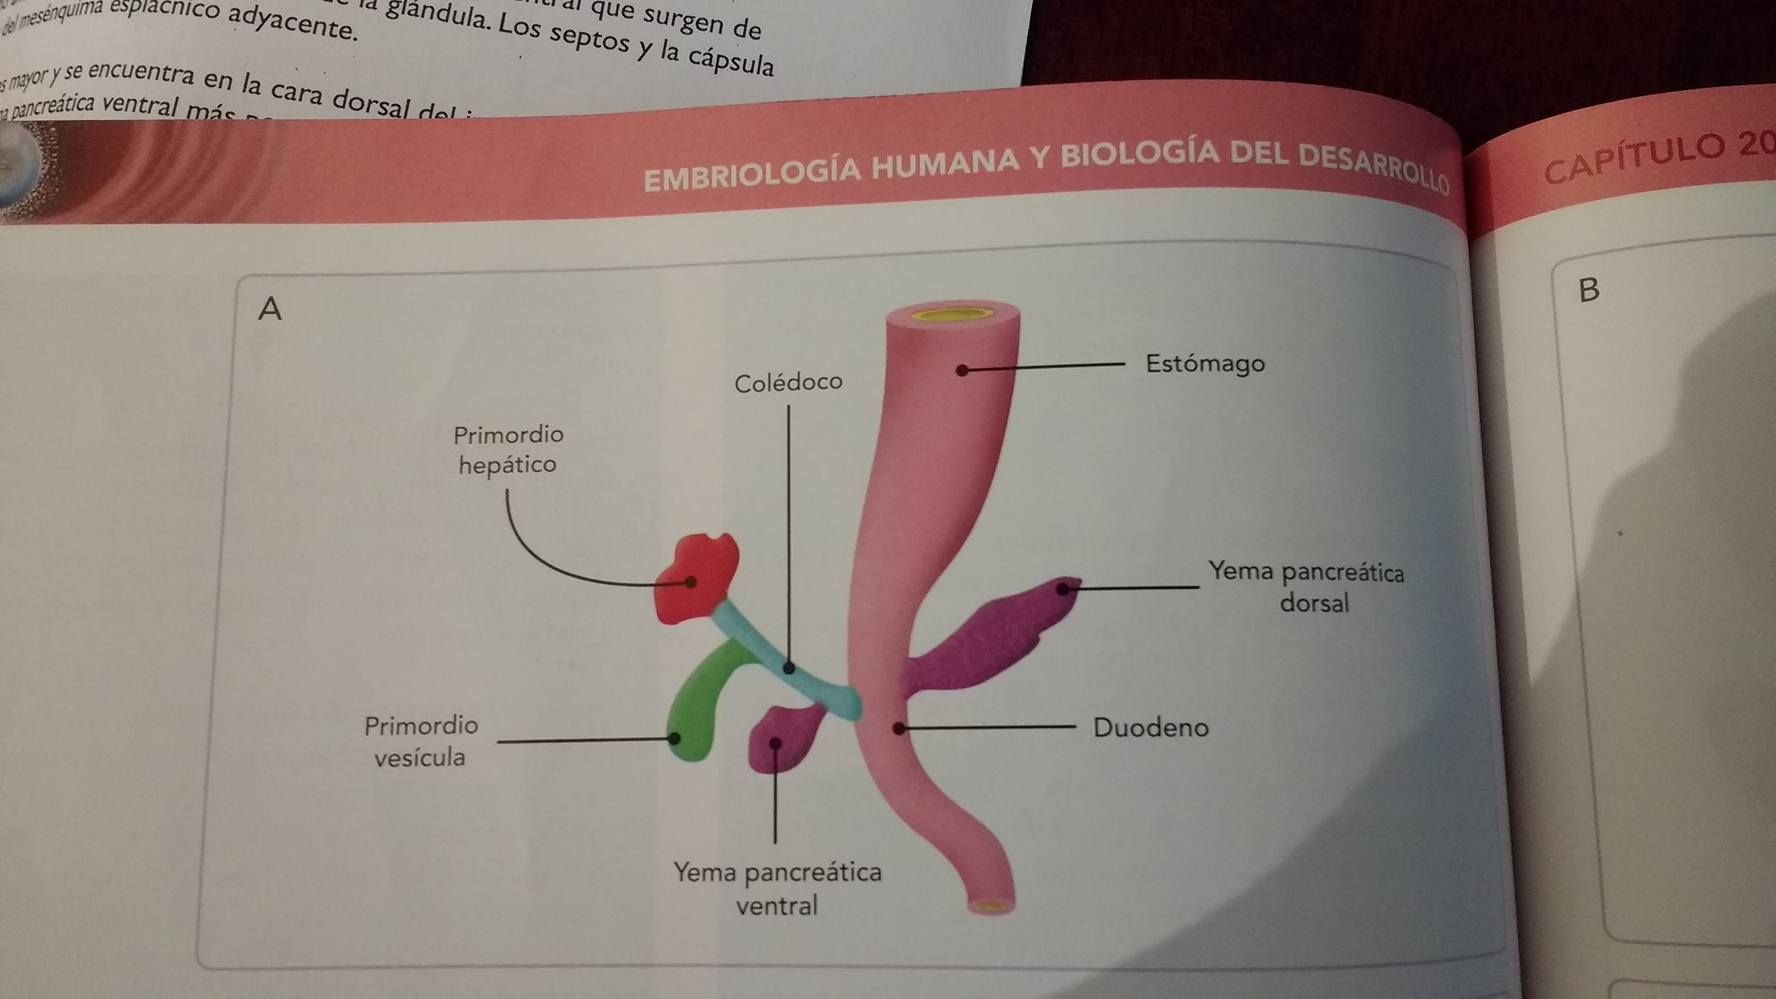 que surgen de
la glándula. Los septos y la cápsula
del mesénquima esplácnico adyacente.
mayor y se encuentra en la cara dorsal del
pancreática ventral más
EMBRIOLOGÍA HUMANA Y BIOLOGÍA DEL DESARROLLO
CAPÍTULO 20
A
B
Estómago
Colédoco
Primordio
hepático
Yema pancreática
dorsal
Primordio
vesícula
Duodeno
Yema pancreática
ventral